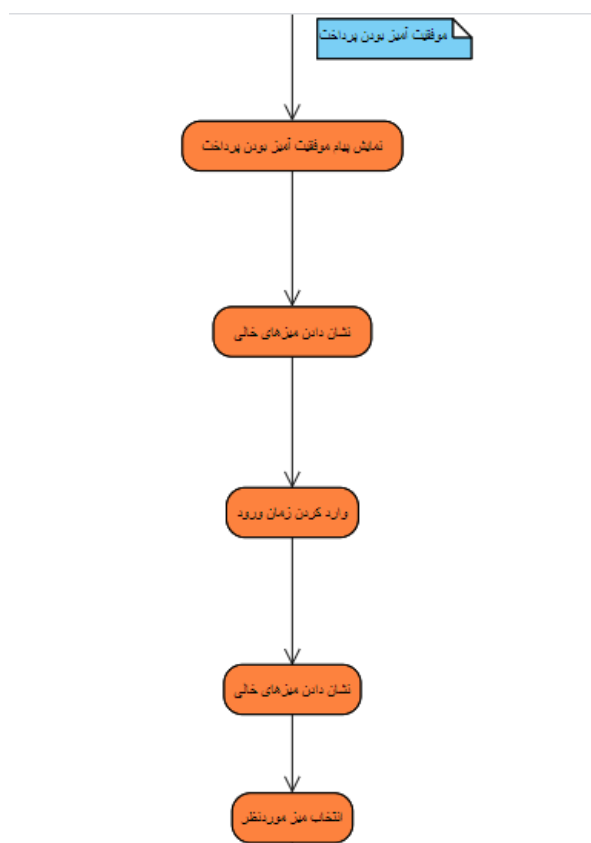 موفقیت آمیز بودن پرداخت
نمایش پیام موفقیت آمیز بودن پرداخت
نشان دادن میزهای خالی
وارد کردن زمان ورود
نشان دادن میزهای خالی
انتخاب میز موردنظر